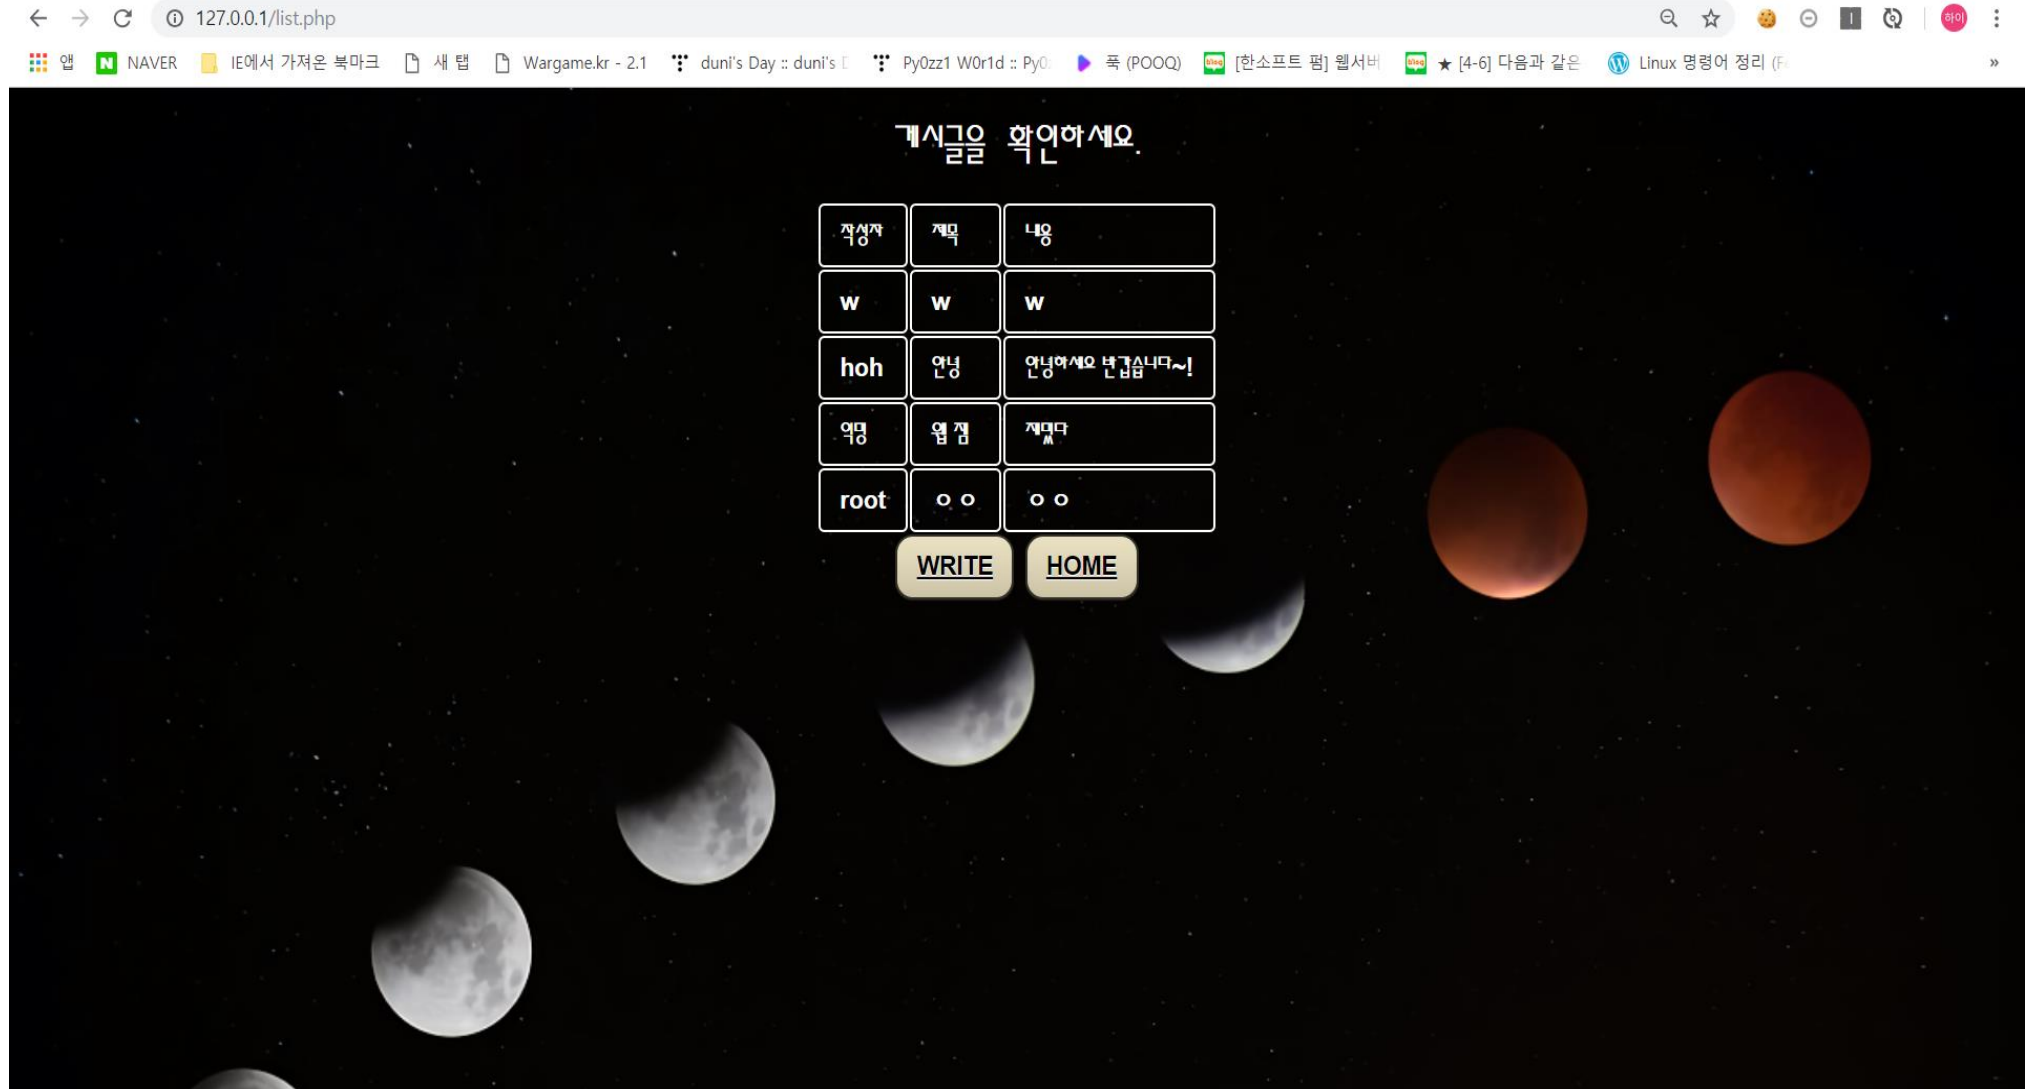 127.0.0.1/list.php
하이
앱 NAVER IE에서 가져온 북마크 새 탭 Wargame.kr - 2.1 duni's Day :: duni's Py0zz1 W0r1d :: Py0 푹 (POOQ) [한소프트 펌] 웹서버 ★ [4-6] 다음과 같은 Linux 명령어 정리 (F »
게시글을 확인하세요.
작성자 제목 내용
w w w
hoh 안녕 안녕하세요 반갑습니다~!
익명 웹 잼 재밌다
root ㅇㅇ ㅇㅇ
WRITE HOME